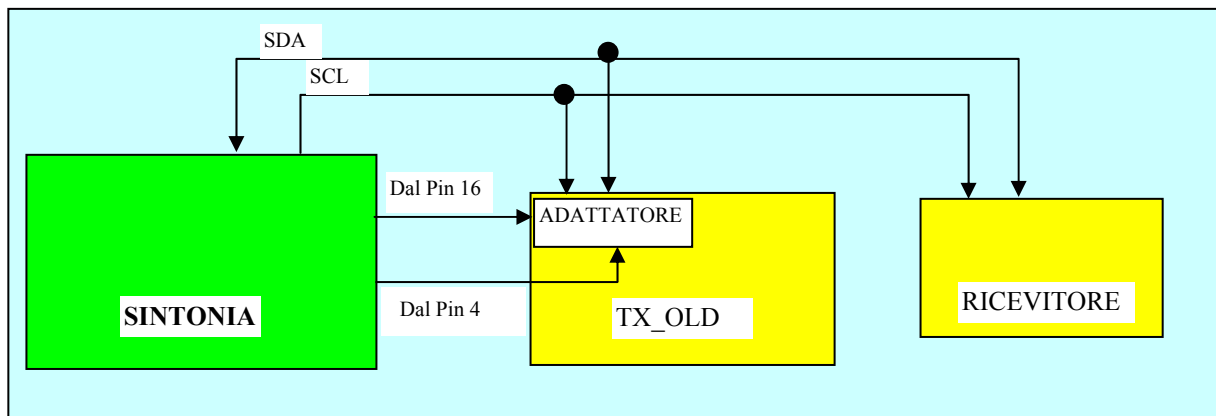 SDA
SCL
Dal Pin 16
ADATTATORE
SINTONIA
Dal Pin 4
TX_OLD
RICEVITORE